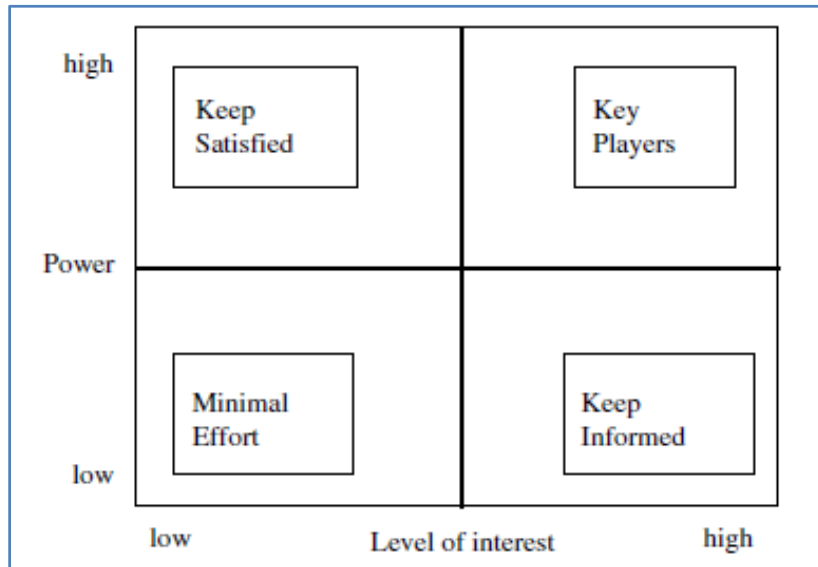 high
Keep
Satisfied
Key
Players
Power
Minimal
Effort
Keep
Informed
low
low
Level of interest
high